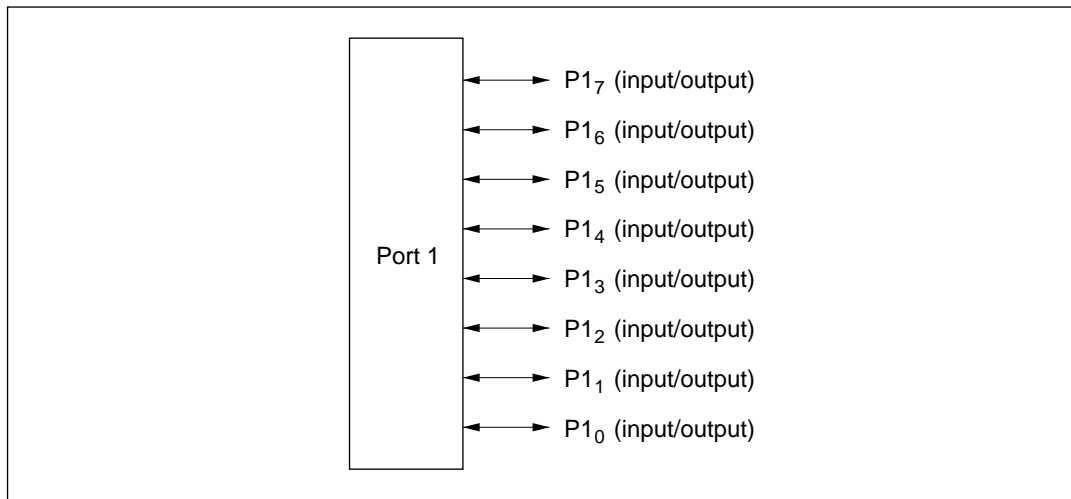 P1₇ (input/output)
P1₆ (input/output)
P1₅ (input/output)
P1₄ (input/output)
Port 1
P1₃ (input/output)
P1₂ (input/output)
P1₁ (input/output)
P1₀ (input/output)